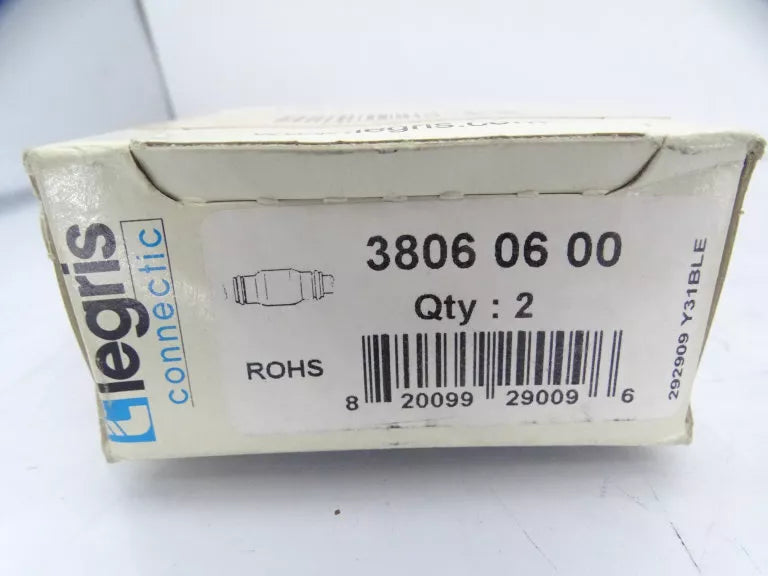 legris
connectic
3806 06 00
Qty : 2
ROHS
8 20099 29009 6
292909 Y31BLE